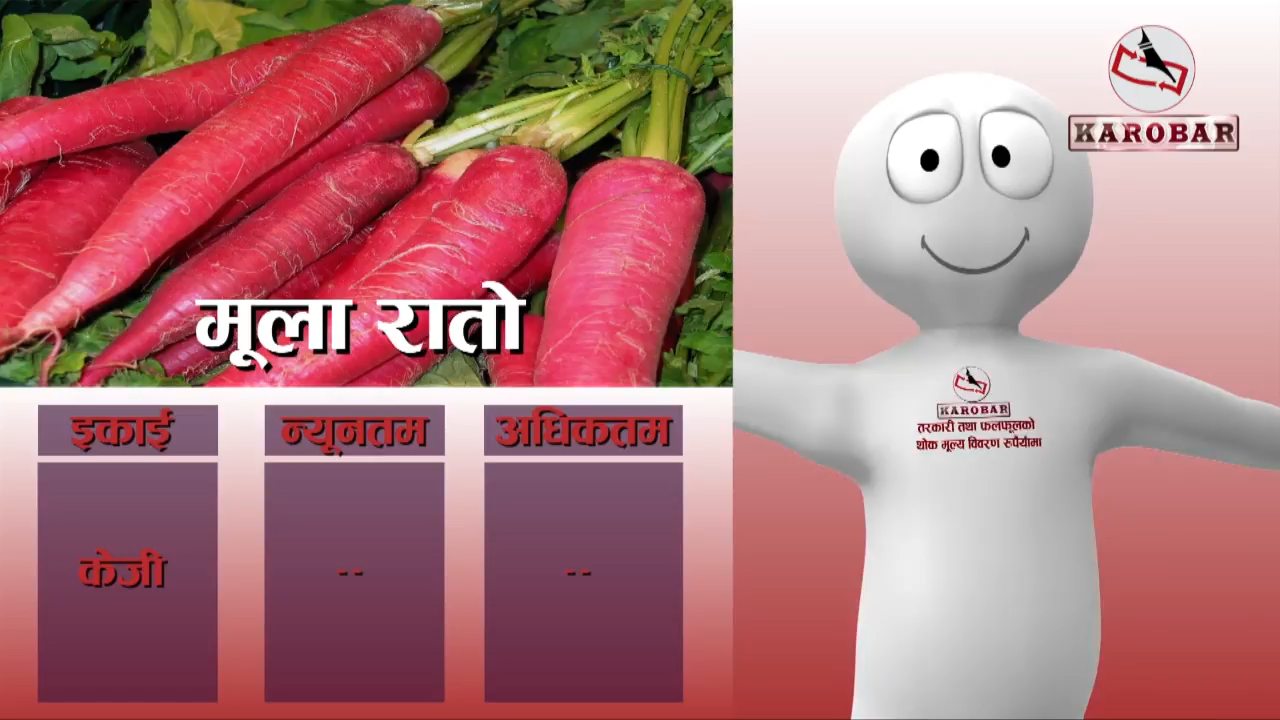 मूला रातो
इकाई न्यूनतम अधिकतम
केजी -- --
KAROBAR
KAROBAR
तरकारी तथा फलफूलको
थोक मूल्य विवरण रूपैयाँमा